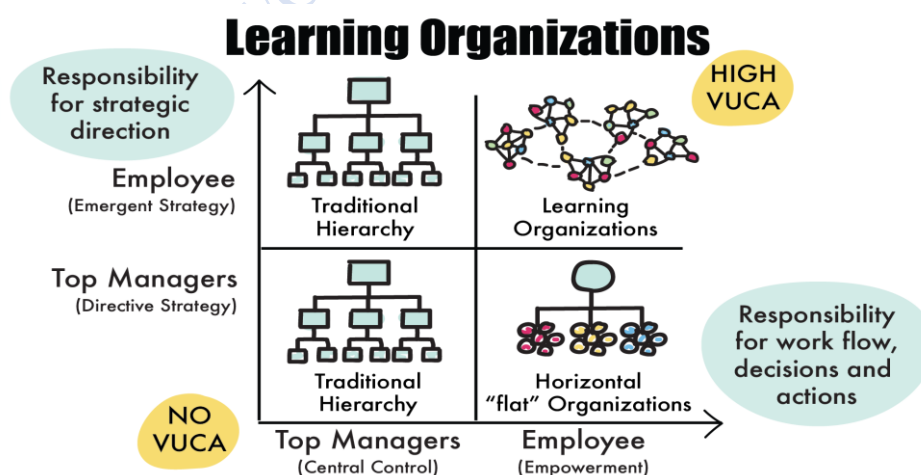 Learning Organizations
Responsibility
for strategic
direction
HIGH
VUCA
Employee
(Emergent Strategy)
Traditional
Hierarchy
Learning
Organizations
Top Managers
(Directive Strategy)
Traditional
Hierarchy
Horizontal
"flat" Organizations
Responsibility
for work flow,
decisions and
actions
NO
VUCA
Top Managers
(Central Control)
Employee
(Empowerment)